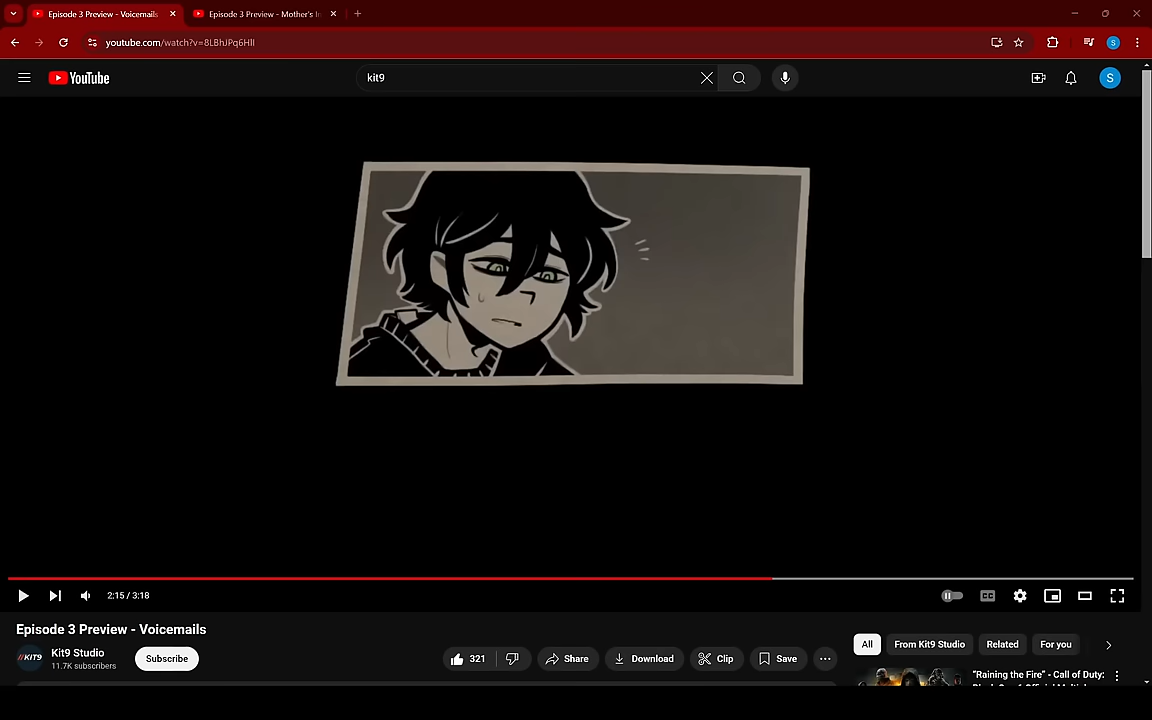 Episode 3 Preview - Voicemails
Episode 3 Preview - Mother's I
youtube.com/watch?v=8LBhJPq6HlI
S
YouTube
kit9
S
2:15 / 3:18
CC
Episode 3 Preview - Voicemails
//KIT9
Kit9 Studio
11.7K subscribers
Subscribe
321
Share
Download
Clip
Save
All
From Kit9 Studio
Related
For you
"Raining the Fire" - Call of Duty: